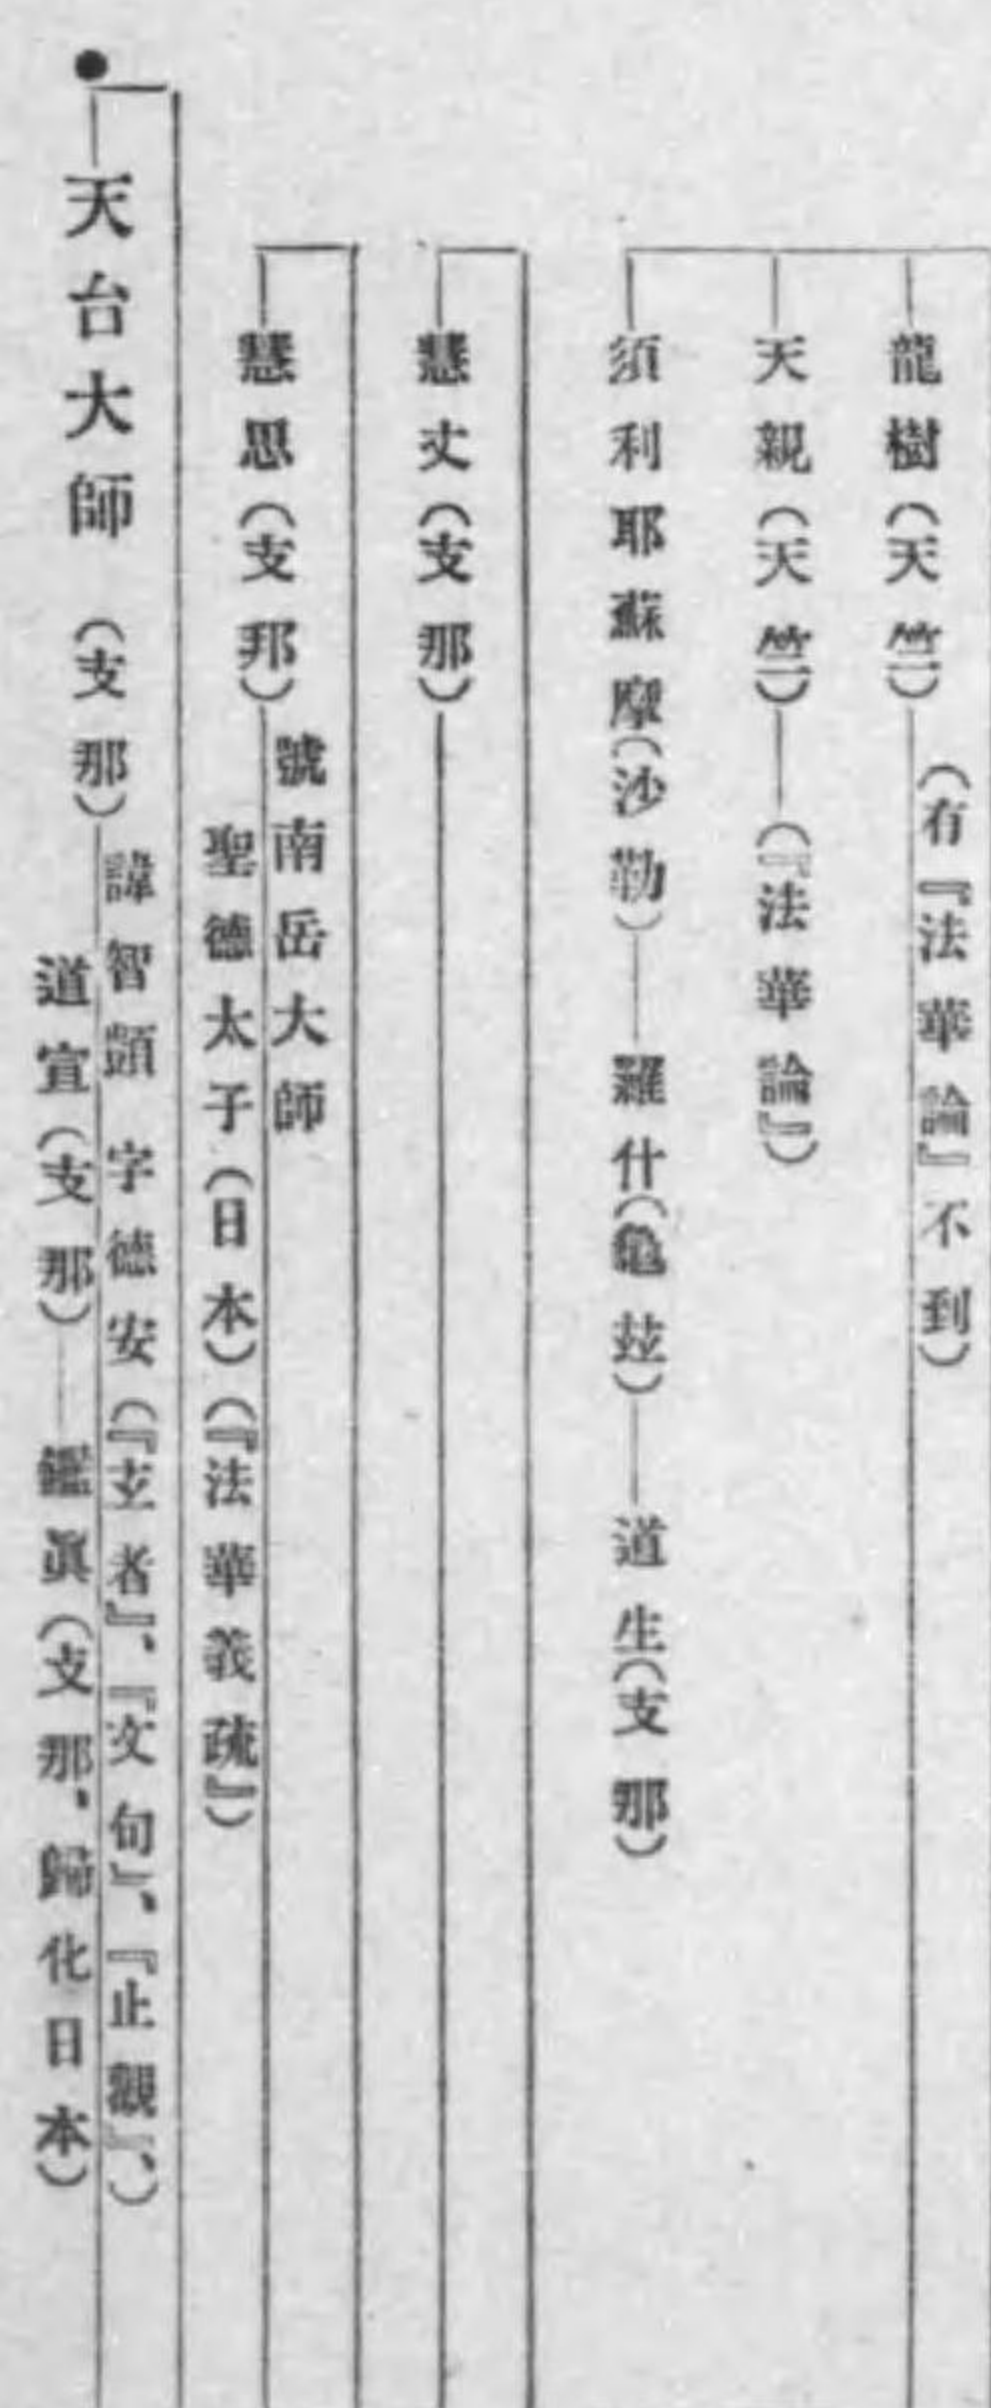 龍樹(天竺)
(有『法華論』不到)
天親(天竺)(『法華論』)
須利耶蘇摩(沙勒)羅什(龜玆)道生(支那)
慧文(支那)
慧思(支那)
號南岳大師
聖德太子(日本)(『法華義疏』)
●天台大師(支那)
諱智顗 字德安(『玄者』、『文句』、『止觀』、)
道宣(支那)鑑眞(支那、歸化日本)